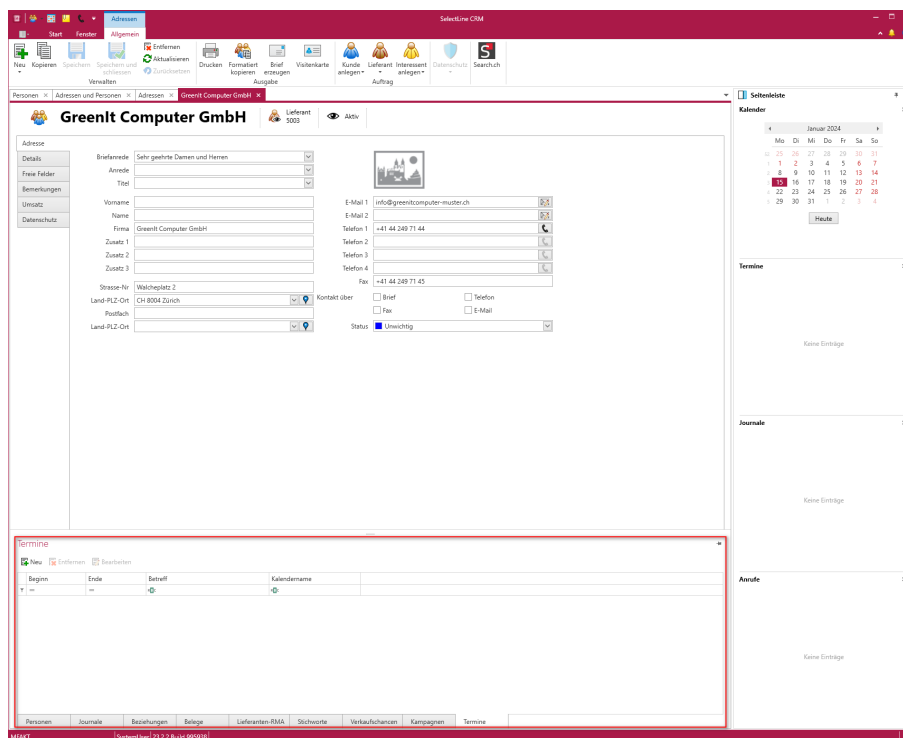 Adressen SelectLine CRM
Start Fenster Allgemein
Neu Kopieren Speichern Speichern und schliessen Entfernen Aktualisieren Zurücksetzen Drucken Formatiert kopieren Brief erzeugen Visitenkarte Kunde anlegen Lieferant Interessent anlegen Datenschutz Search.ch
Verwalten Ausgabe Auftrag
Personen × Adressen und Personen × Adressen × GreenIt Computer GmbH × Seitenleiste
GreenIt Computer GmbH Lieferant 5003 Aktiv
Kalender
Januar 2024
Mo Di Mi Do Fr Sa So
25 26 27 28 29 30 31
1 2 3 4 5 6 7
8 9 10 11 12 13 14
15 16 17 18 19 20 21
22 23 24 25 26 27 28
29 30 31 1 2 3 4
Heute
Adresse
Details
Freie Felder
Bemerkungen
Umsatz
Datenschutz
Briefanrede Sehr geehrte Damen und Herren
Anrede
Titel
Vorname E-Mail 1 info@greenitcomputer-muster.ch
Name E-Mail 2
Firma GreenIt Computer GmbH Telefon 1 +41 44 249 71 44
Zusatz 1 Telefon 2
Zusatz 2 Telefon 3
Zusatz 3 Telefon 4
Fax +41 44 249 71 45
Strasse-Nr Walcheplatz 2
Land-PLZ-Ort CH 8004 Zürich Kontakt über Brief Telefon
Postfach Fax E-Mail
Land-PLZ-Ort Status Unwichtig
Termine
Keine Einträge
Journale
Keine Einträge
Anrufe
Keine Einträge
Termine
Neu Entfernen Bearbeiten
Beginn Ende Betreff Kalendername
Personen Journale Beziehungen Belege Lieferanten-RMA Stichworte Verkaufschancen Kampagnen Termine
MFAKT SystemUser 23.2.2 Build 995938